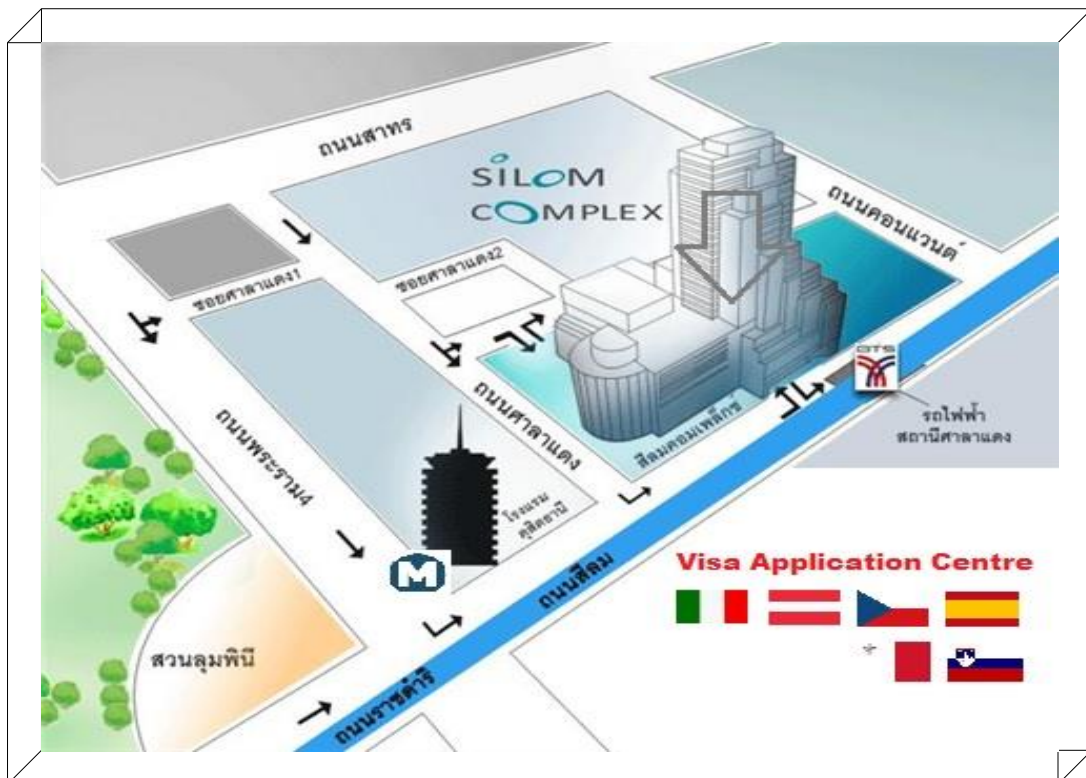 ถนนสาทร
SILOM
COMPLEX
ถนนคอนแวนต์
ซอยศาลาแดง1
ซอยศาลาแดง2
BTS
รถไฟฟ้า
สถานีศาลาแดง
ถนนศาลาแดง
สีลมคอมเพล็กซ์
ถนนพระราม4
โรงแรม
ดุสิตธานี
M
ถนนสีลม
Visa Application Centre
สวนลุมพินี
ถนนราชดำริ